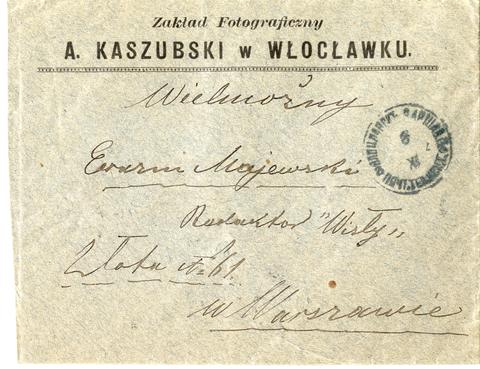 Zakład Fotograficzny
A. KASZUBSKI w WŁOCŁAWKU.
Wielmożny
Erazm Majewski
Redaktor "Wisły"
Złota № 61.
w Warszawie